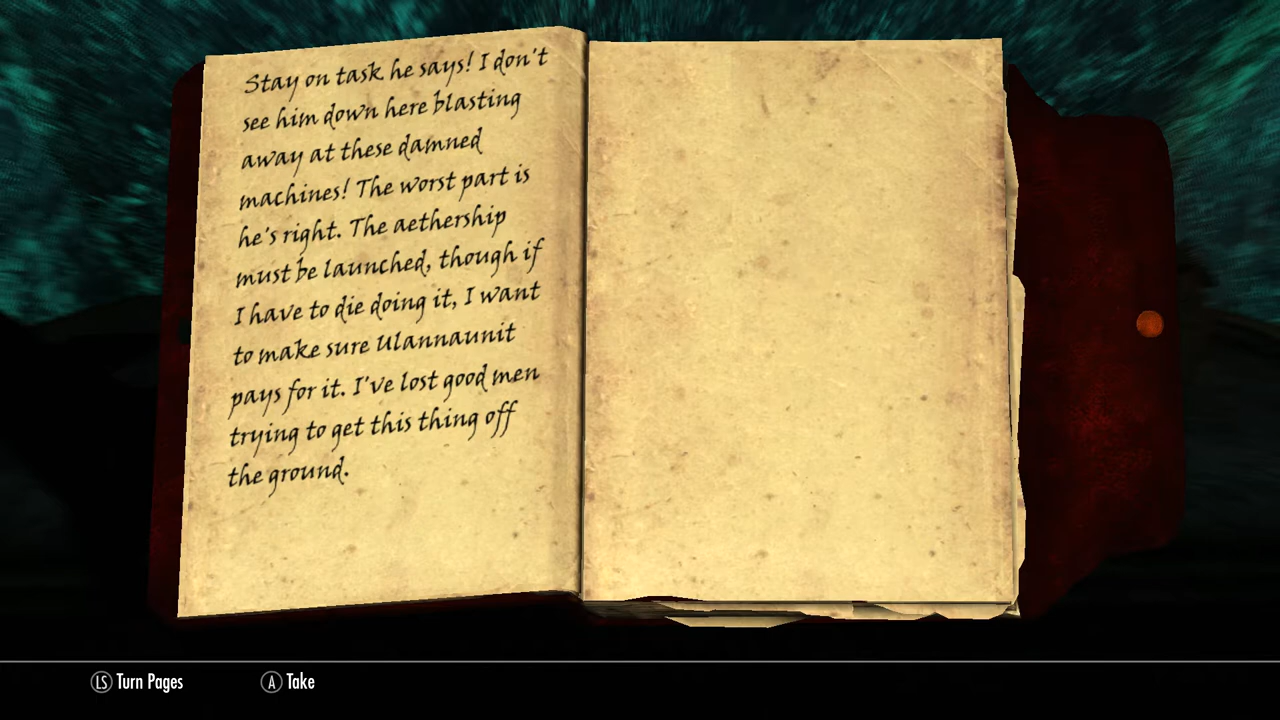 Stay on task he says! I don't
see him down here blasting
away at these damned
machines! The worst part is
he's right. The aethership
must be launched, though if
I have to die doing it, I want
to make sure Ulannaunit
pays for it. I've lost good men
trying to get this thing off
the ground.
LS Turn Pages
A Take